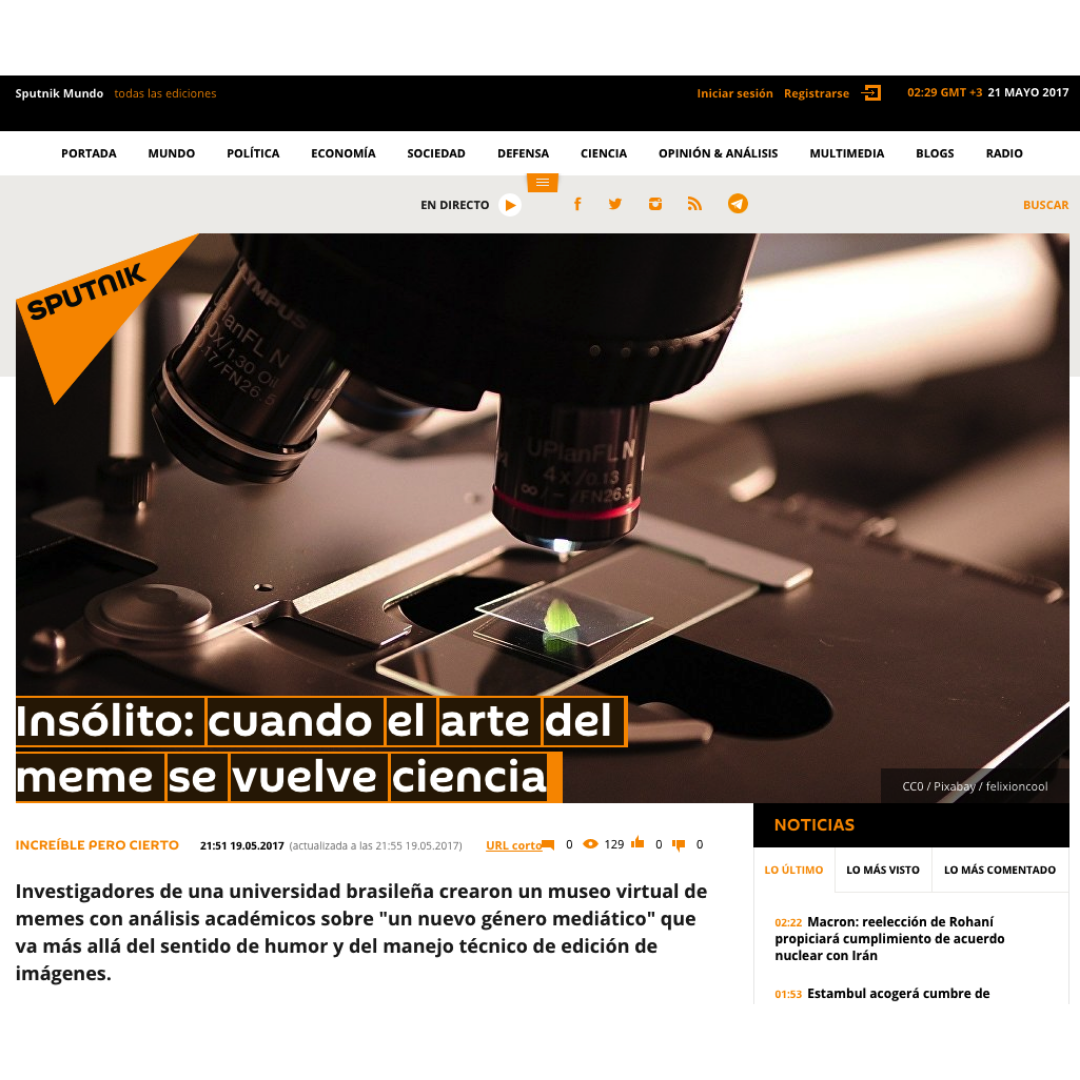 Sputnik Mundo todas las ediciones
Iniciar sesión Registrarse 02:29 GMT +3 21 MAYO 2017
PORTADA MUNDO POLÍTICA ECONOMÍA SOCIEDAD DEFENSA CIENCIA OPINIÓN & ANÁLISIS MULTIMEDIA BLOGS RADIO
EN DIRECTO
BUSCAR
SPUTNIK
YMPUS
PlanFL N
0X/1.30 Oil
0.17/FN26.5
UPlanFL N
4X/0.13
∞/-/FN26.5
Insólito: cuando el arte del
meme se vuelve ciencia
CC0 / Pixabay / felixioncool
INCREÍBLE PERO CIERTO 21:51 19.05.2017 (actualizada a las 21:55 19.05.2017) URL corto 0 129 0 0
Investigadores de una universidad brasileña crearon un museo virtual de
memes con análisis académicos sobre "un nuevo género mediático" que
va más allá del sentido de humor y del manejo técnico de edición de
imágenes.
NOTICIAS
LO ÚLTIMO LO MÁS VISTO LO MÁS COMENTADO
02:22 Macron: reelección de Rohaní
propiciará cumplimiento de acuerdo
nuclear con Irán
01:53 Estambul acogerá cumbre de